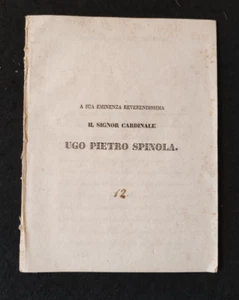 A SUA EMINENZA REVERENDISSIMA
IL SIGNOR CARDINALE
UGO PIETRO SPINOLA.
12.